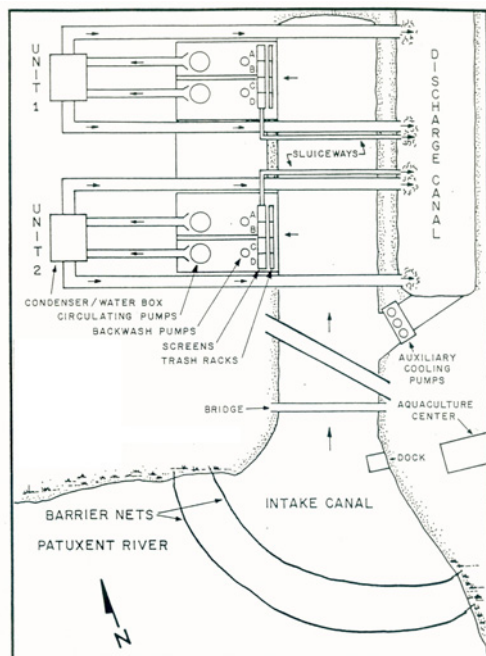 UNIT 1
A
B
C
D
DISCHARGE CANAL
SLUICEWAYS
UNIT 2
A
B
C
D
CONDENSER/WATER BOX
CIRCULATING PUMPS
BACKWASH PUMPS
SCREENS
TRASH RACKS
AUXILIARY
COOLING
PUMPS
BRIDGE
AQUACULTURE
CENTER
DOCK
BARRIER NETS
INTAKE CANAL
PATUXENT RIVER
N